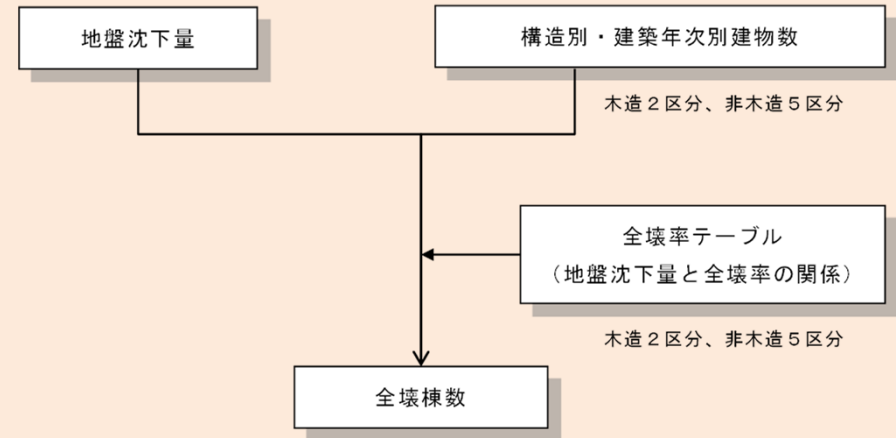 地盤沈下量
構造別・建築年次別建物数
木造２区分、非木造５区分
全壊率テーブル
（地盤沈下量と全壊率の関係）
木造２区分、非木造５区分
全壊棟数